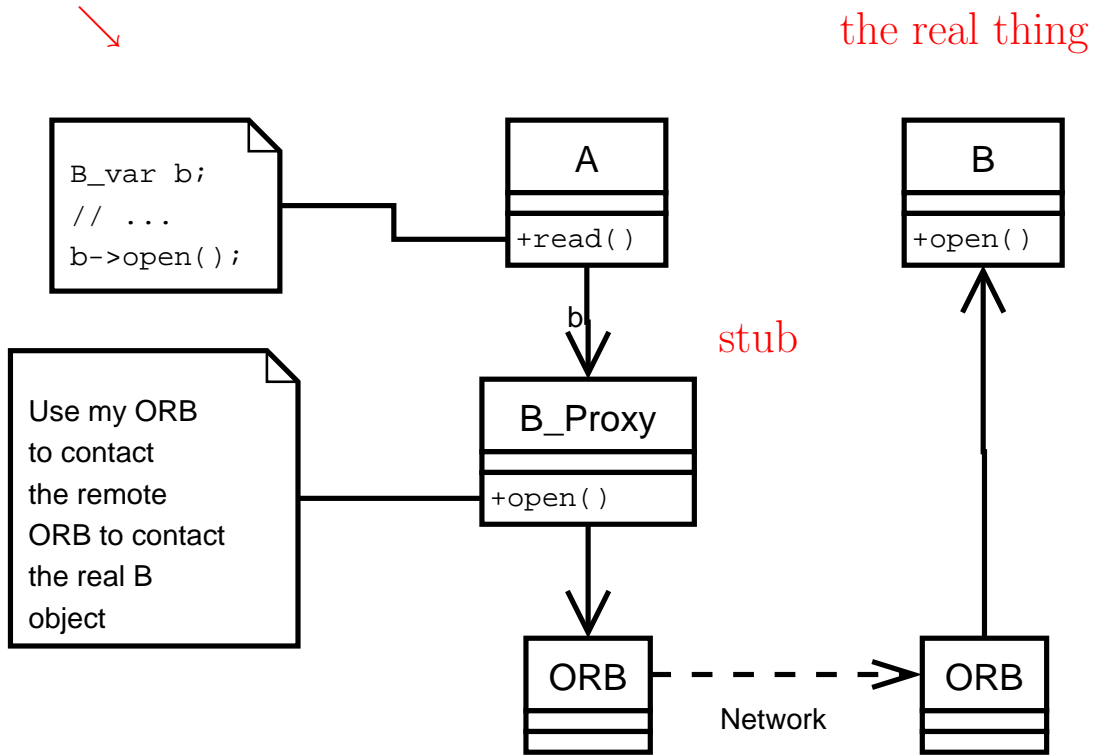 the real thing
B_var b;
// ...
b->open();
A
+read()
B
+open()
b
stub
Use my ORB
to contact
the remote
ORB to contact
the real B
object
B_Proxy
+open()
ORB
Network
ORB